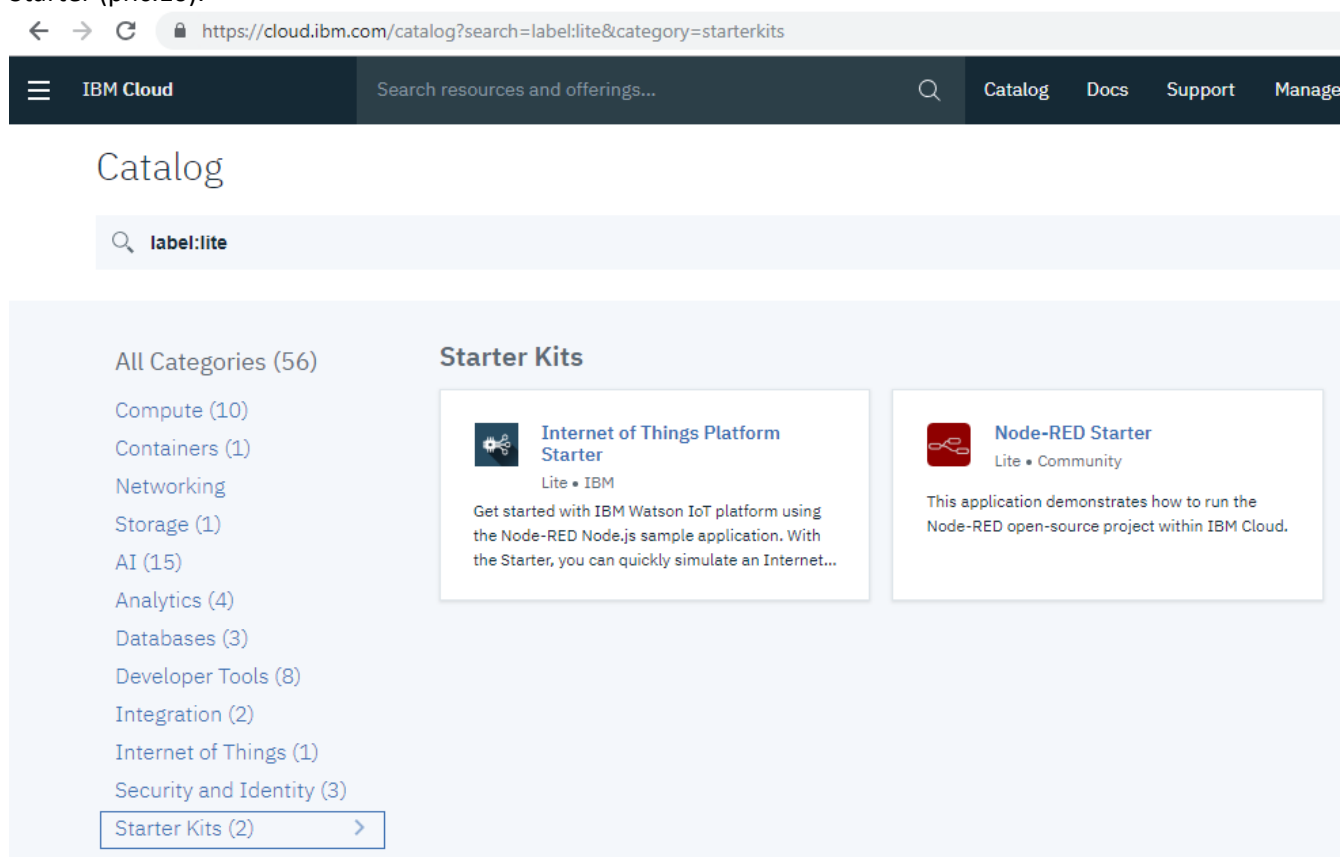 https://cloud.ibm.com/catalog?search=label:lite&category=starterkits
IBM Cloud
Search resources and offerings...
Catalog
Docs
Support
Manage
Catalog
label:lite
All Categories (56)
Compute (10)
Containers (1)
Networking
Storage (1)
AI (15)
Analytics (4)
Databases (3)
Developer Tools (8)
Integration (2)
Internet of Things (1)
Security and Identity (3)
Starter Kits (2)
Starter Kits
Internet of Things Platform
Starter
Lite • IBM
Get started with IBM Watson IoT platform using
the Node-RED Node.js sample application. With
the Starter, you can quickly simulate an Internet...
Node-RED Starter
Lite • Community
This application demonstrates how to run the
Node-RED open-source project within IBM Cloud.